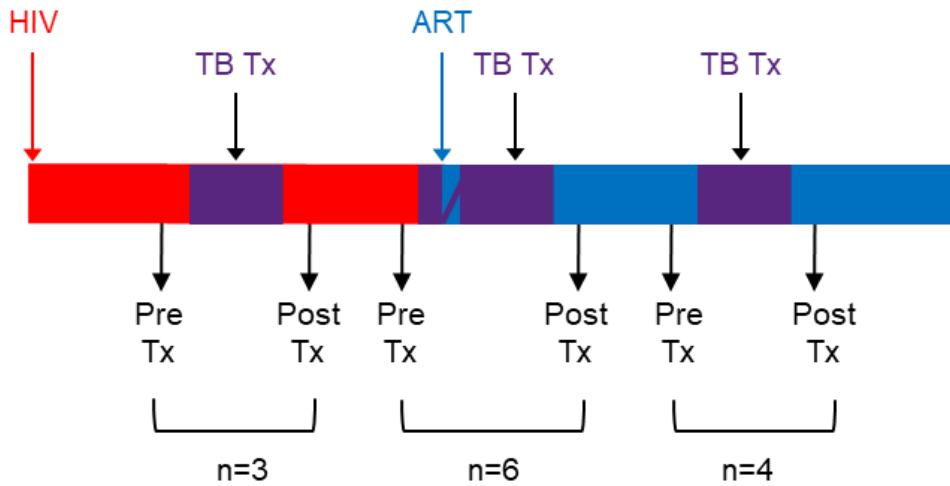 HIV
ART
TB Tx
TB Tx
TB Tx
Pre
Tx
Post
Tx
Pre
Tx
Post
Tx
Pre
Tx
Post
Tx
n=3
n=6
n=4